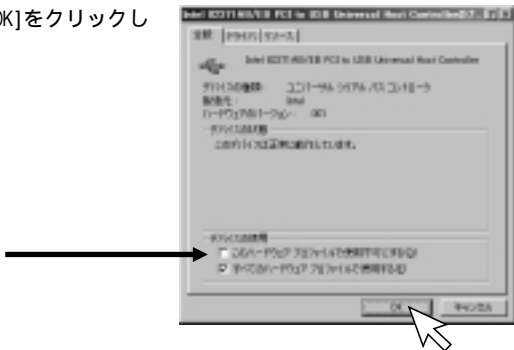 OK]をクリックし
Intel 82371AB/EB PCI to USB Universal Host Controllerのプ
全般 ドライバ リソース
Intel 82371AB/EB PCI to USB Universal Host Controller
デバイスの種類: ユニバーサル シリアル バス コントローラ
製造元: Intel
ハードウェアのバージョン: 001
デバイスの状態
このデバイスは正常に動作しています。
デバイスの使用
このハードウェア プロファイルで使用不可にする(D)
すべてのハードウェア プロファイルで使用する(E)
OK キャンセル